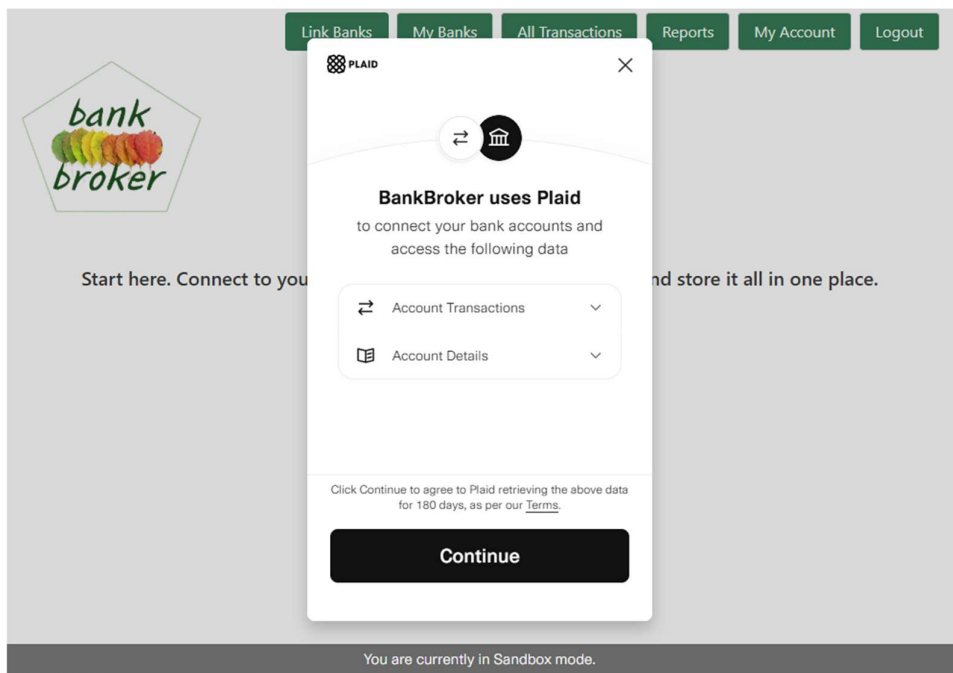 Link Banks
My Banks
All Transactions
Reports
My Account
Logout
PLAID
bank
broker
BankBroker uses Plaid
to connect your bank accounts and
access the following data
Start here. Connect to you
nd store it all in one place.
Account Transactions
Account Details
Click Continue to agree to Plaid retrieving the above data
for 180 days, as per our Terms.
Continue
You are currently in Sandbox mode.